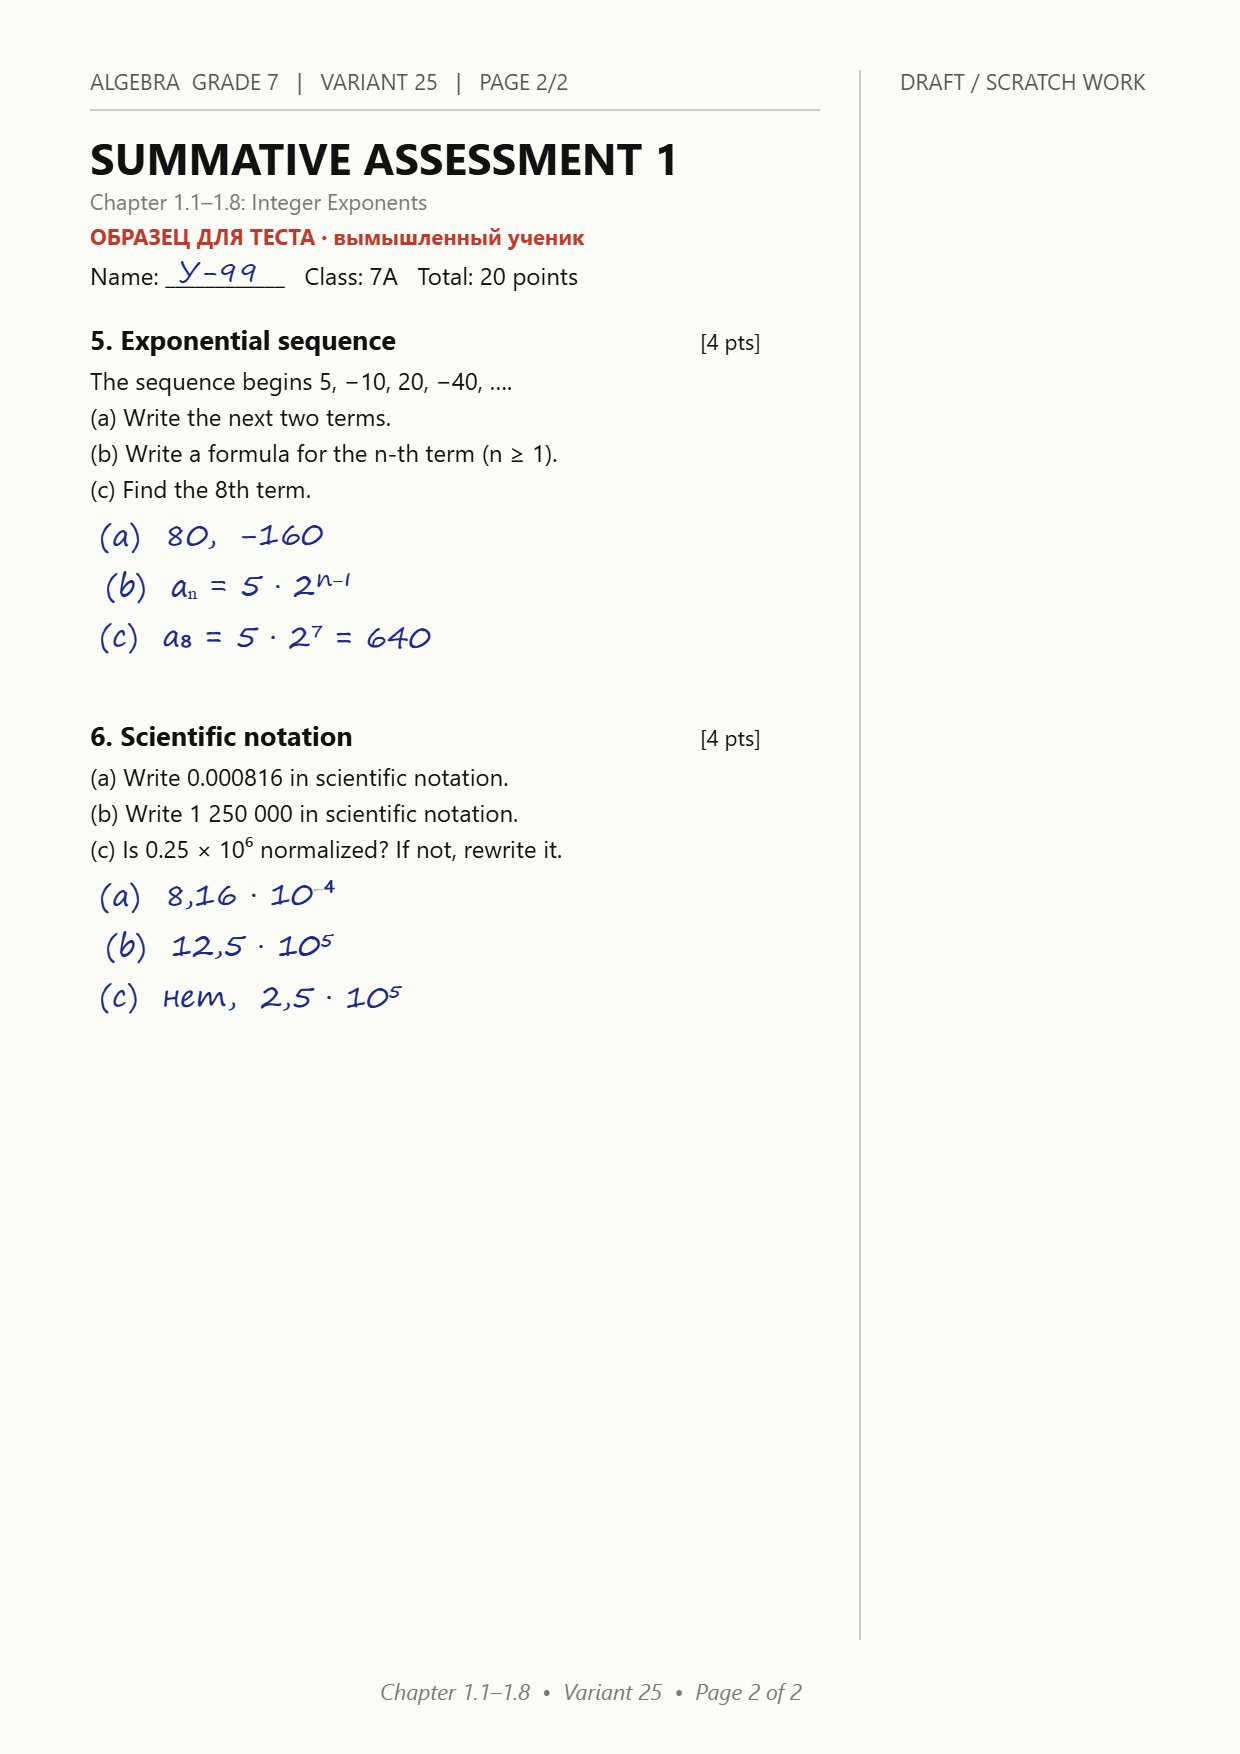 ALGEBRA GRADE 7 | VARIANT 25 | PAGE 2/2
DRAFT / SCRATCH WORK
SUMMATIVE ASSESSMENT 1
Chapter 1.1–1.8: Integer Exponents
ОБРАЗЕЦ ДЛЯ ТЕСТА · вымышленный ученик
Name: У-99 Class: 7A Total: 20 points
5. Exponential sequence [4 pts]
The sequence begins 5, −10, 20, −40, ….
(a) Write the next two terms.
(b) Write a formula for the n-th term (n ≥ 1).
(c) Find the 8th term.
(a) 80, −160
(b) aₙ = 5 · 2ⁿ⁻¹
(c) a₈ = 5 · 2⁷ = 640
6. Scientific notation [4 pts]
(a) Write 0.000816 in scientific notation.
(b) Write 1 250 000 in scientific notation.
(c) Is 0.25 × 10⁶ normalized? If not, rewrite it.
(a) 8,16 · 10⁻⁴
(b) 12,5 · 10⁵
(c) нет, 2,5 · 10⁵
Chapter 1.1–1.8 • Variant 25 • Page 2 of 2